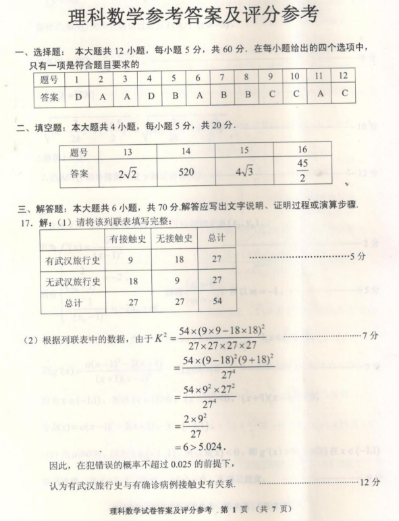 理科数学参考答案及评分参考
一、选择题：本大题共 12 小题，每小题 5 分，共 60 分．在每小题给出的四个选项中，
只有一项是符合题目要求的
题号 1 2 3 4 5 6 7 8 9 10 11 12
答案 D A A D B A B B C C A C
二、填空题：本大题共 4 小题，每小题 5 分，共 20 分．
题号 13 14 15 16
答案 2√2 520 4√3 45/2
三、解答题：本大题共 6 小题，共 70 分.解答应写出文字说明、证明过程或演算步骤.
17．解：（1）请将该列联表填写完整：
有接触史 无接触史 总计
有武汉旅行史 9 18 27 ……………………5 分
无武汉旅行史 18 9 27
总计 27 27 54
（2）根据列联表中的数据，由于 K² = 54×(9×9−18×18)²/27×27×27×27 ……………………7 分
= 54×(9−18)²(9+18)²/27⁴
= 54×9²×27²/27⁴
= 2×9²/27
= 6 > 5.024．
因此，在犯错误的概率不超过 0.025 的前提下，
认为有武汉旅行史与有确诊病例接触史有关系. ……………………12 分
理科数学试卷答案及评分参考 . 第 1 页 （共 7 页）